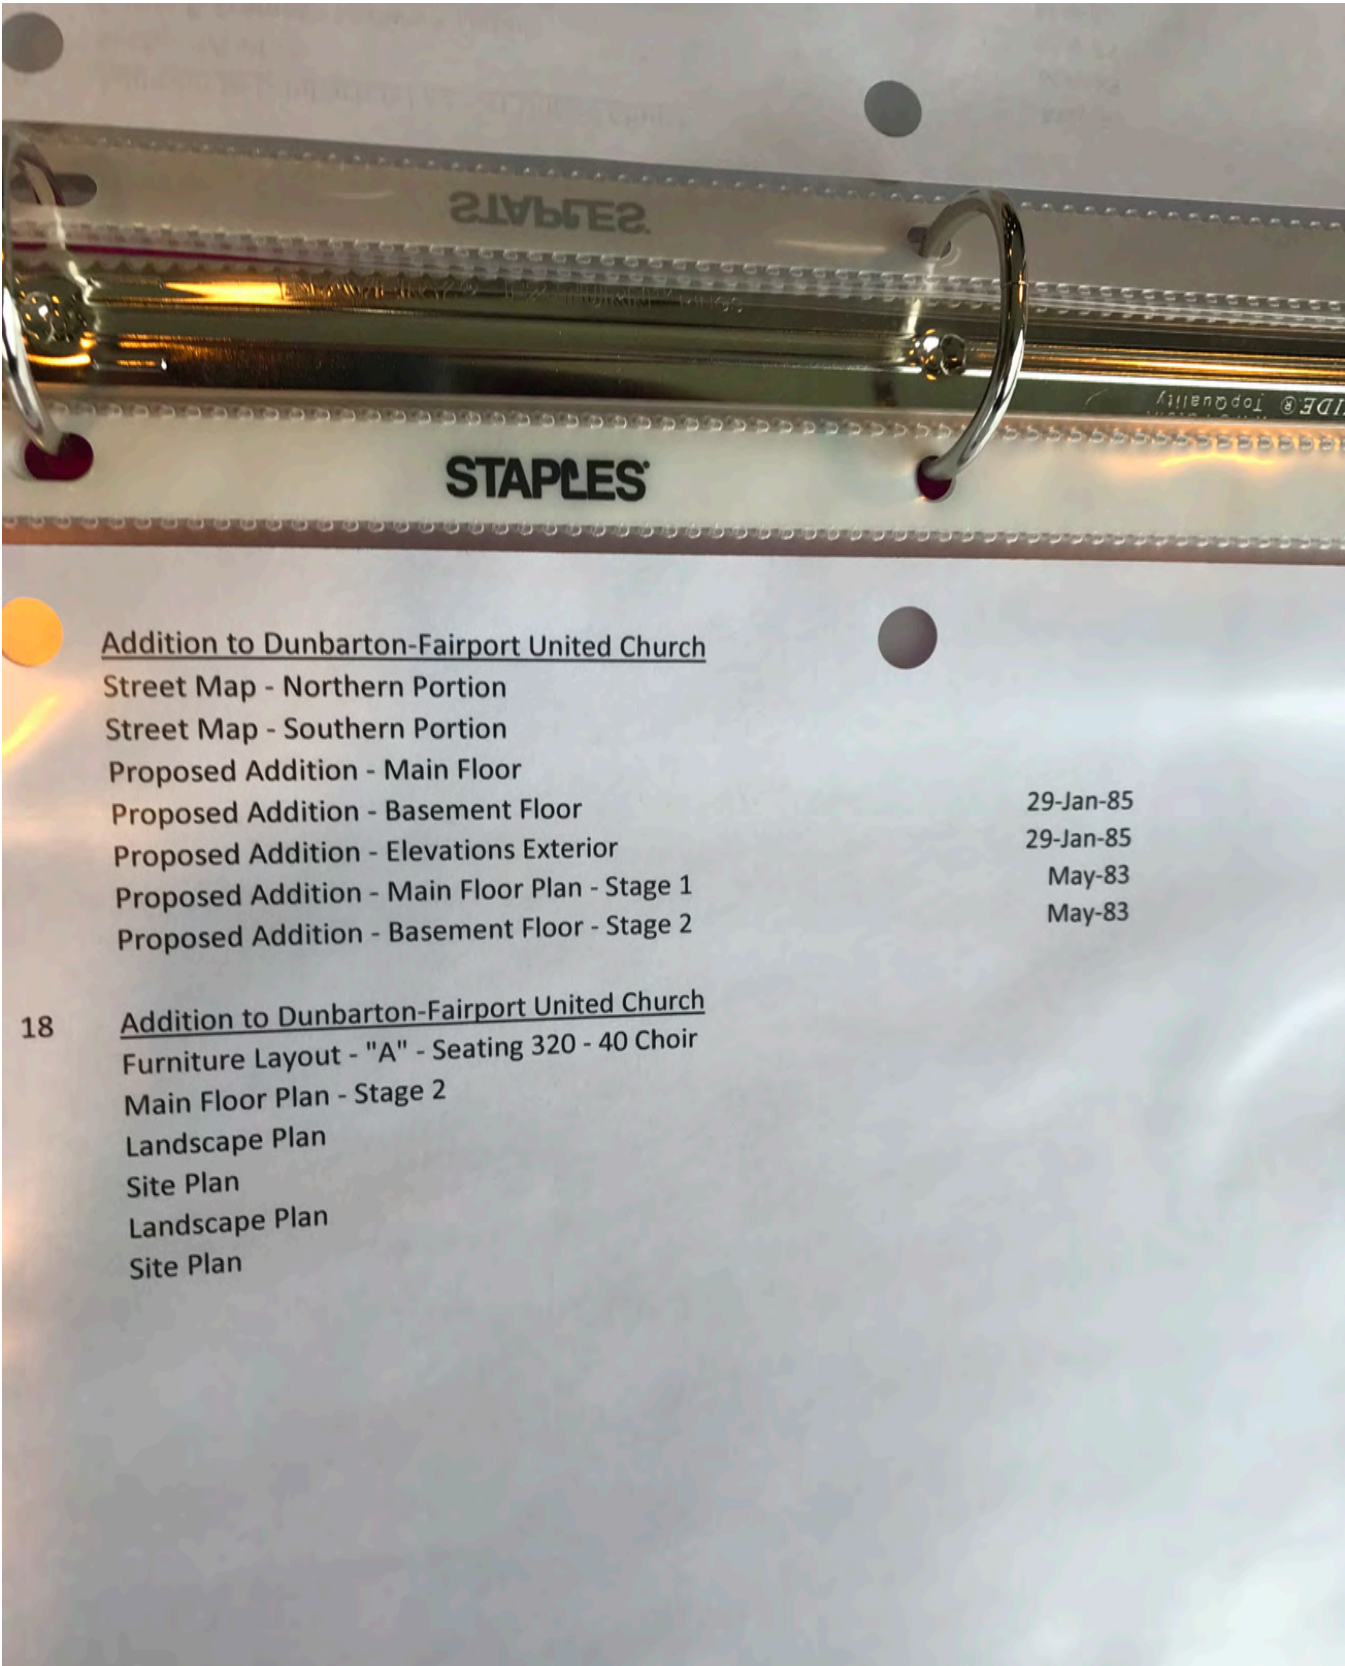 STAPLES
TopQuality
STAPLES
Addition to Dunbarton-Fairport United Church
Street Map - Northern Portion
Street Map - Southern Portion
Proposed Addition - Main Floor
Proposed Addition - Basement Floor 29-Jan-85
Proposed Addition - Elevations Exterior 29-Jan-85
Proposed Addition - Main Floor Plan - Stage 1 May-83
Proposed Addition - Basement Floor - Stage 2 May-83
18 Addition to Dunbarton-Fairport United Church
Furniture Layout - "A" - Seating 320 - 40 Choir
Main Floor Plan - Stage 2
Landscape Plan
Site Plan
Landscape Plan
Site Plan